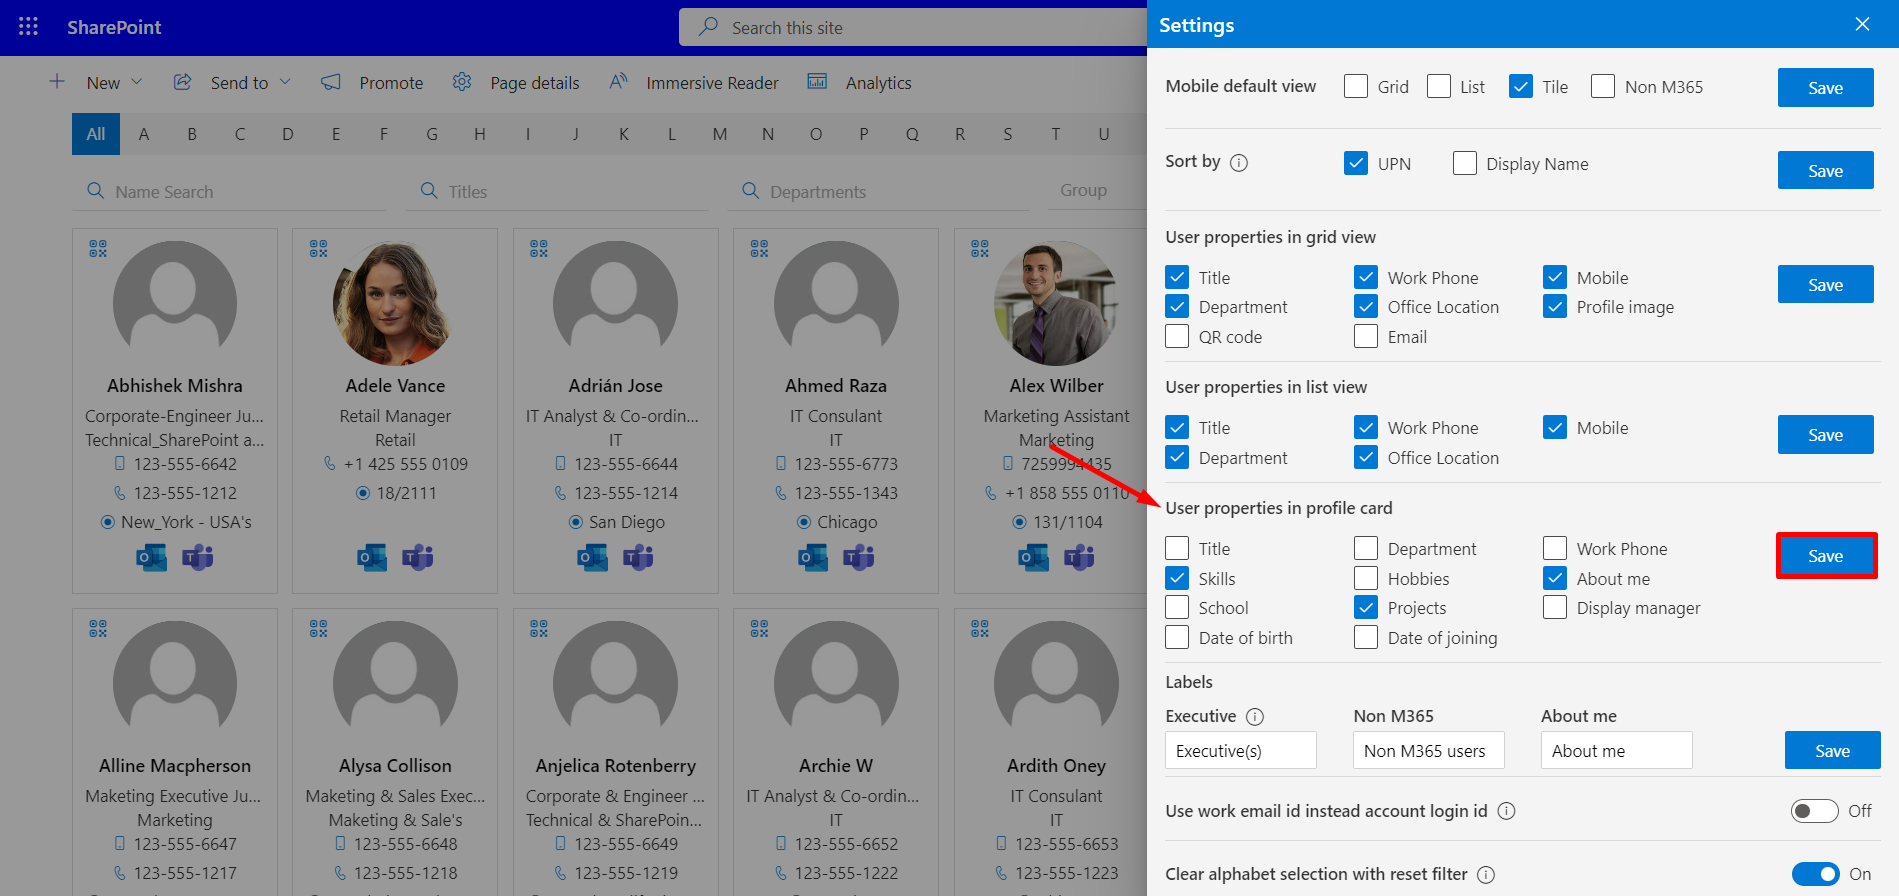 SharePoint
Search this site
New
Send to
Promote
Page details
Immersive Reader
Analytics
All A B C D E F G H I J K L M N O P Q R S T U
Name Search
Titles
Departments
Group
Abhishek Mishra
Corporate-Engineer Ju...
Technical_SharePoint a...
123-555-6642
123-555-1212
New_York - USA's
Adele Vance
Retail Manager
Retail
+1 425 555 0109
18/2111
Adrián Jose
IT Analyst & Co-ordin...
IT
123-555-6644
123-555-1214
San Diego
Ahmed Raza
IT Consulant
IT
123-555-6773
123-555-1343
Chicago
Alex Wilber
Marketing Assistant
Marketing
7259994435
+1 858 555 0110
131/1104
Alline Macpherson
Maketing Executive Ju...
Marketing
123-555-6647
123-555-1217
Alysa Collison
Maketing & Sales Exec...
Maketing & Sale's
123-555-6648
123-555-1218
Anjelica Rotenberry
Corporate & Engineer ...
Technical & SharePoin...
123-555-6649
123-555-1219
Archie W
IT Analyst & Co-ordin...
IT
123-555-6652
123-555-1222
Ardith Oney
IT Consulant
IT
123-555-6653
123-555-1223
Settings
Mobile default view Grid List Tile Non M365 Save
Sort by UPN Display Name Save
User properties in grid view
Title Work Phone Mobile Save
Department Office Location Profile image
QR code Email
User properties in list view
Title Work Phone Mobile Save
Department Office Location
User properties in profile card
Title Department Work Phone Save
Skills Hobbies About me
School Projects Display manager
Date of birth Date of joining
Labels
Executive Non M365 About me
Executive(s) Non M365 users About me Save
Use work email id instead account login id Off
Clear alphabet selection with reset filter On